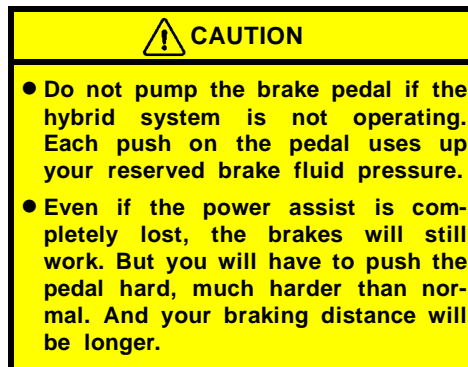 CAUTION
● Do not pump the brake pedal if the
hybrid system is not operating.
Each push on the pedal uses up
your reserved brake fluid pressure.
● Even if the power assist is com-
pletely lost, the brakes will still
work. But you will have to push the
pedal hard, much harder than nor-
mal. And your braking distance will
be longer.